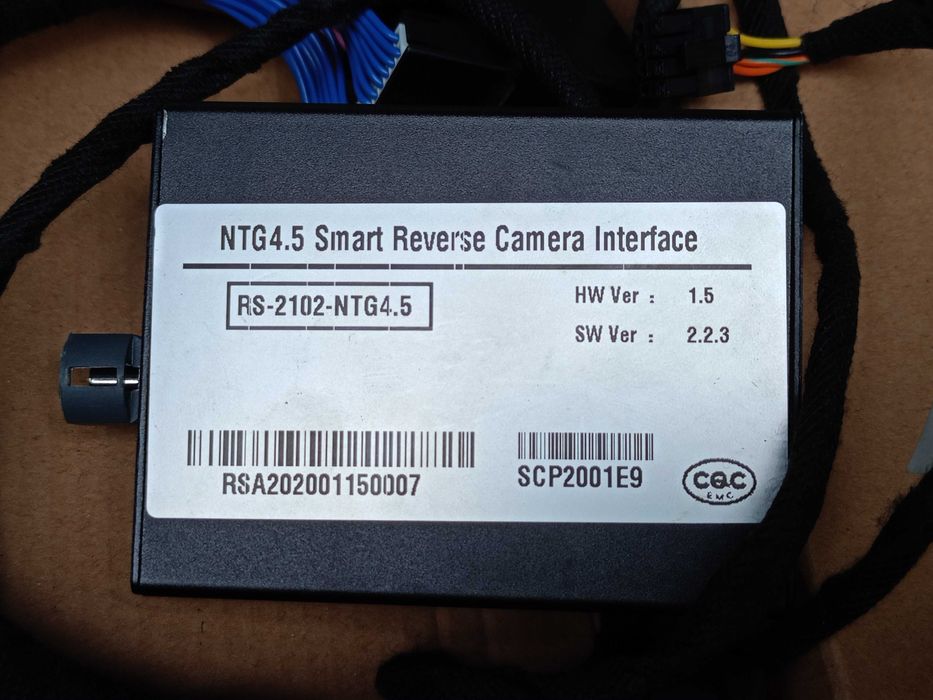 NTG4.5 Smart Reverse Camera Interface
RS-2102-NTG4.5
HW Ver : 1.5
SW Ver : 2.2.3
RSA202001150007
SCP2001E9
CQC
EMC